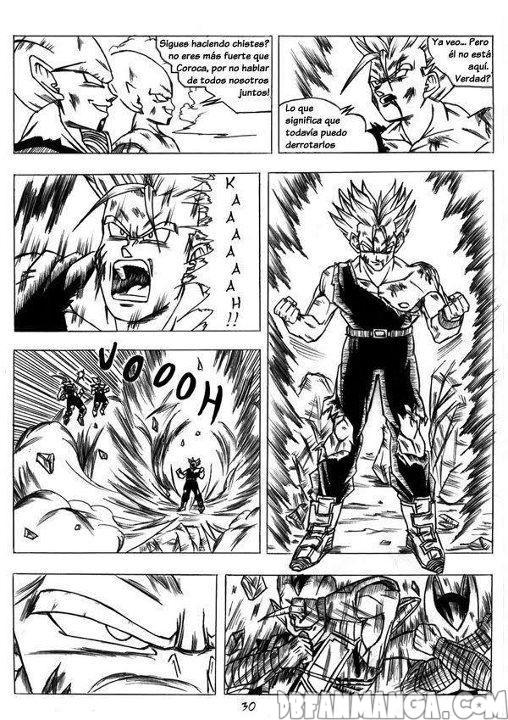 Sigues haciendo chistes?
no eres más fuerte que
Coroca, por no hablar
de todos nosotros
juntos!
Ya veo... Pero
él no está
aquí.
Verdad?
Lo que
significa que
todavía puedo
derrotarlos
KAAAAAAH!!
VOOOH
30
DBFANMANGA.COM